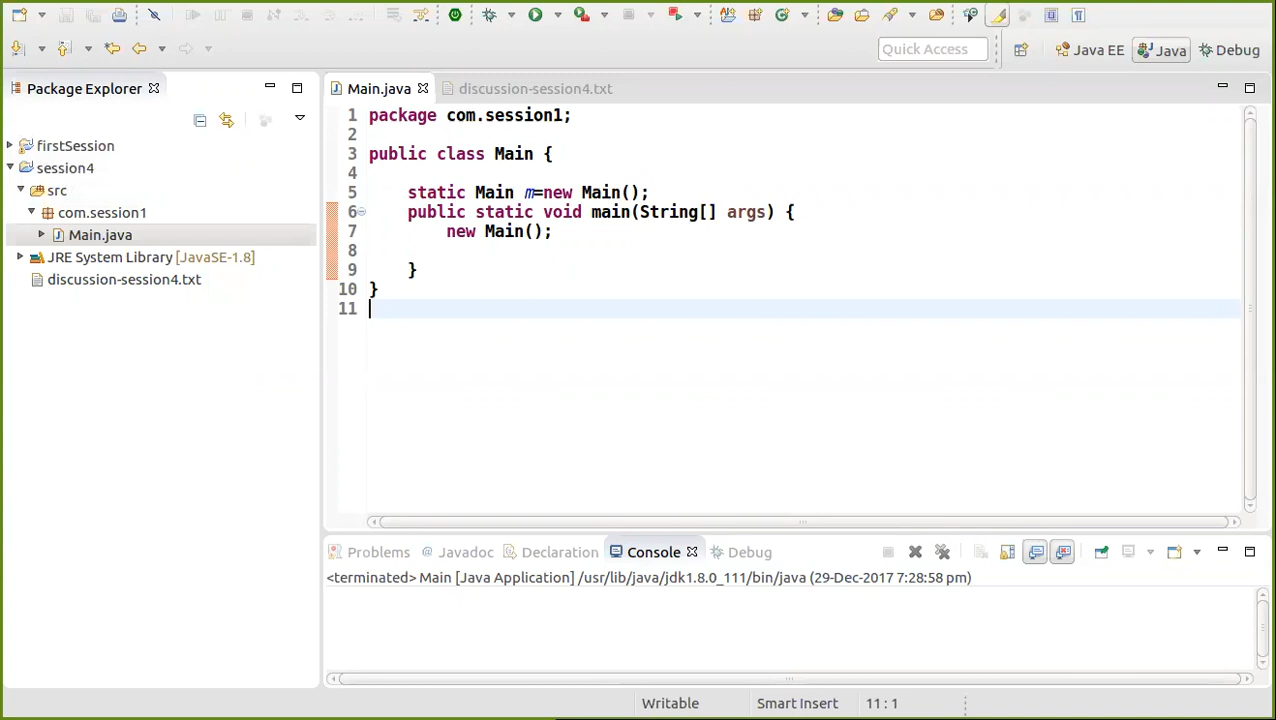 Quick Access
Java EE
Java
Debug
Package Explorer
Main.java
discussion-session4.txt
firstSession
session4
src
com.session1
Main.java
JRE System Library [JavaSE-1.8]
discussion-session4.txt
1 package com.session1;
2
3 public class Main {
4
5 static Main m=new Main();
6 public static void main(String[] args) {
7 new Main();
8
9 }
10 }
11
Problems @ Javadoc Declaration Console Debug
<terminated> Main [Java Application] /usr/lib/java/jdk1.8.0_111/bin/java (29-Dec-2017 7:28:58 pm)
Writable Smart Insert 11 : 1